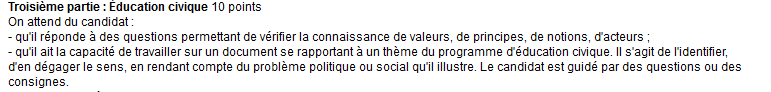 Troisième partie : Éducation civique 10 points
On attend du candidat :
- qu'il réponde à des questions permettant de vérifier la connaissance de valeurs, de principes, de notions, d'acteurs ;
- qu'il ait la capacité de travailler sur un document se rapportant à un thème du programme d'éducation civique. Il s'agit de l'identifier,
d'en dégager le sens, en rendant compte du problème politique ou social qu'il illustre. Le candidat est guidé par des questions ou des
consignes.